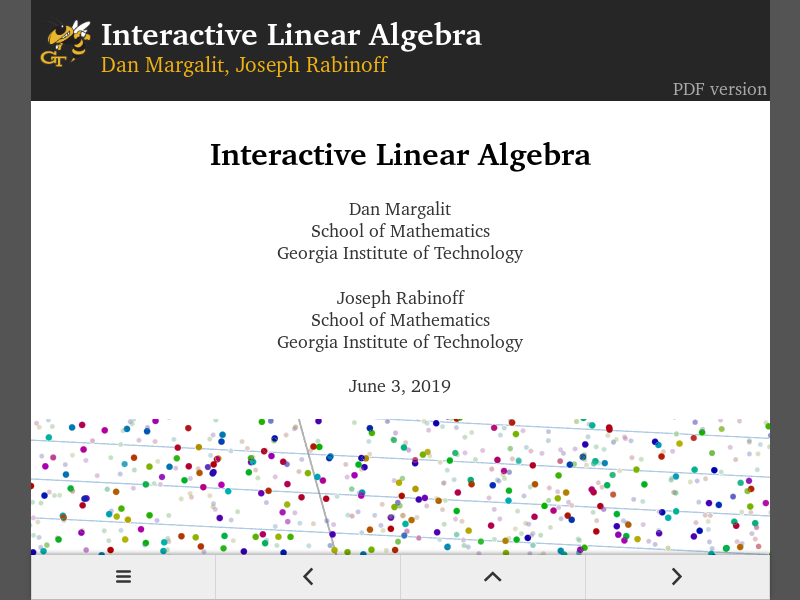 Interactive Linear Algebra
Dan Margalit, Joseph Rabinoff
GT
PDF version
Interactive Linear Algebra
Dan Margalit
School of Mathematics
Georgia Institute of Technology
Joseph Rabinoff
School of Mathematics
Georgia Institute of Technology
June 3, 2019